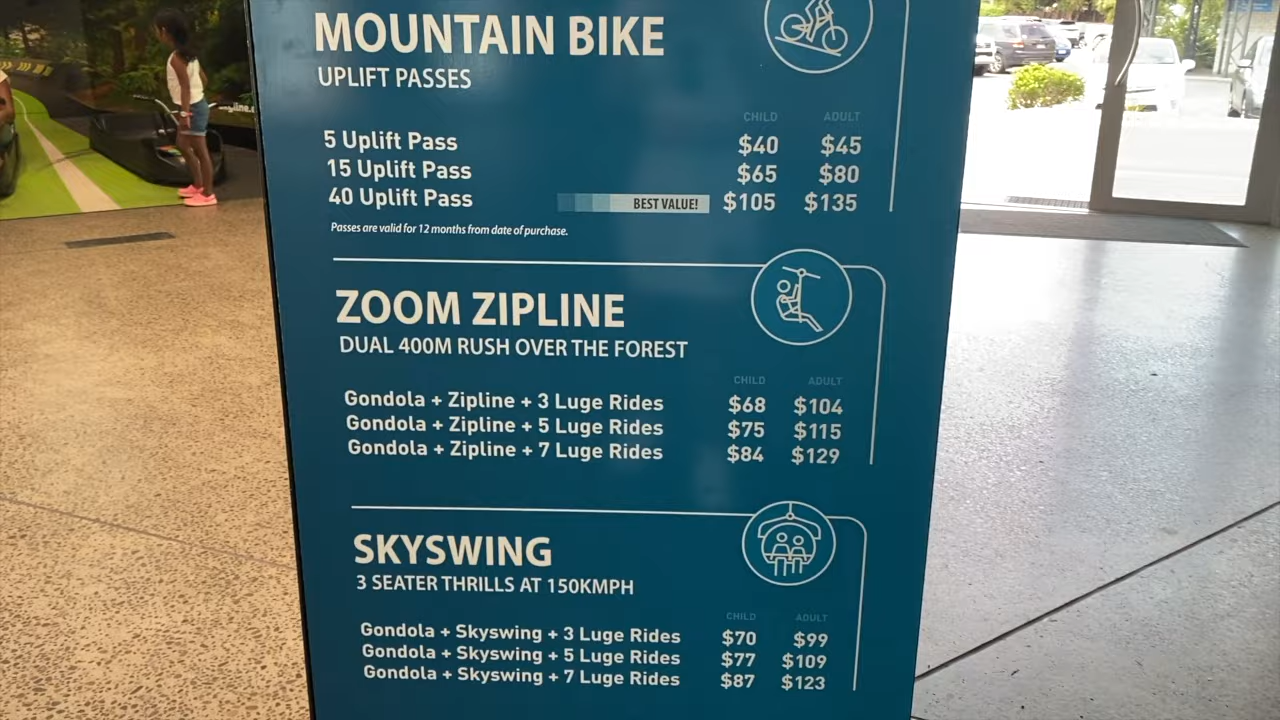 MOUNTAIN BIKE
UPLIFT PASSES
CHILD ADULT
5 Uplift Pass $40 $45
15 Uplift Pass $65 $80
40 Uplift Pass BEST VALUE! $105 $135
Passes are valid for 12 months from date of purchase.
ZOOM ZIPLINE
DUAL 400M RUSH OVER THE FOREST
CHILD ADULT
Gondola + Zipline + 3 Luge Rides $68 $104
Gondola + Zipline + 5 Luge Rides $75 $115
Gondola + Zipline + 7 Luge Rides $84 $129
SKYSWING
3 SEATER THRILLS AT 150KMPH
CHILD ADULT
Gondola + Skyswing + 3 Luge Rides $70 $99
Gondola + Skyswing + 5 Luge Rides $77 $109
Gondola + Skyswing + 7 Luge Rides $87 $123